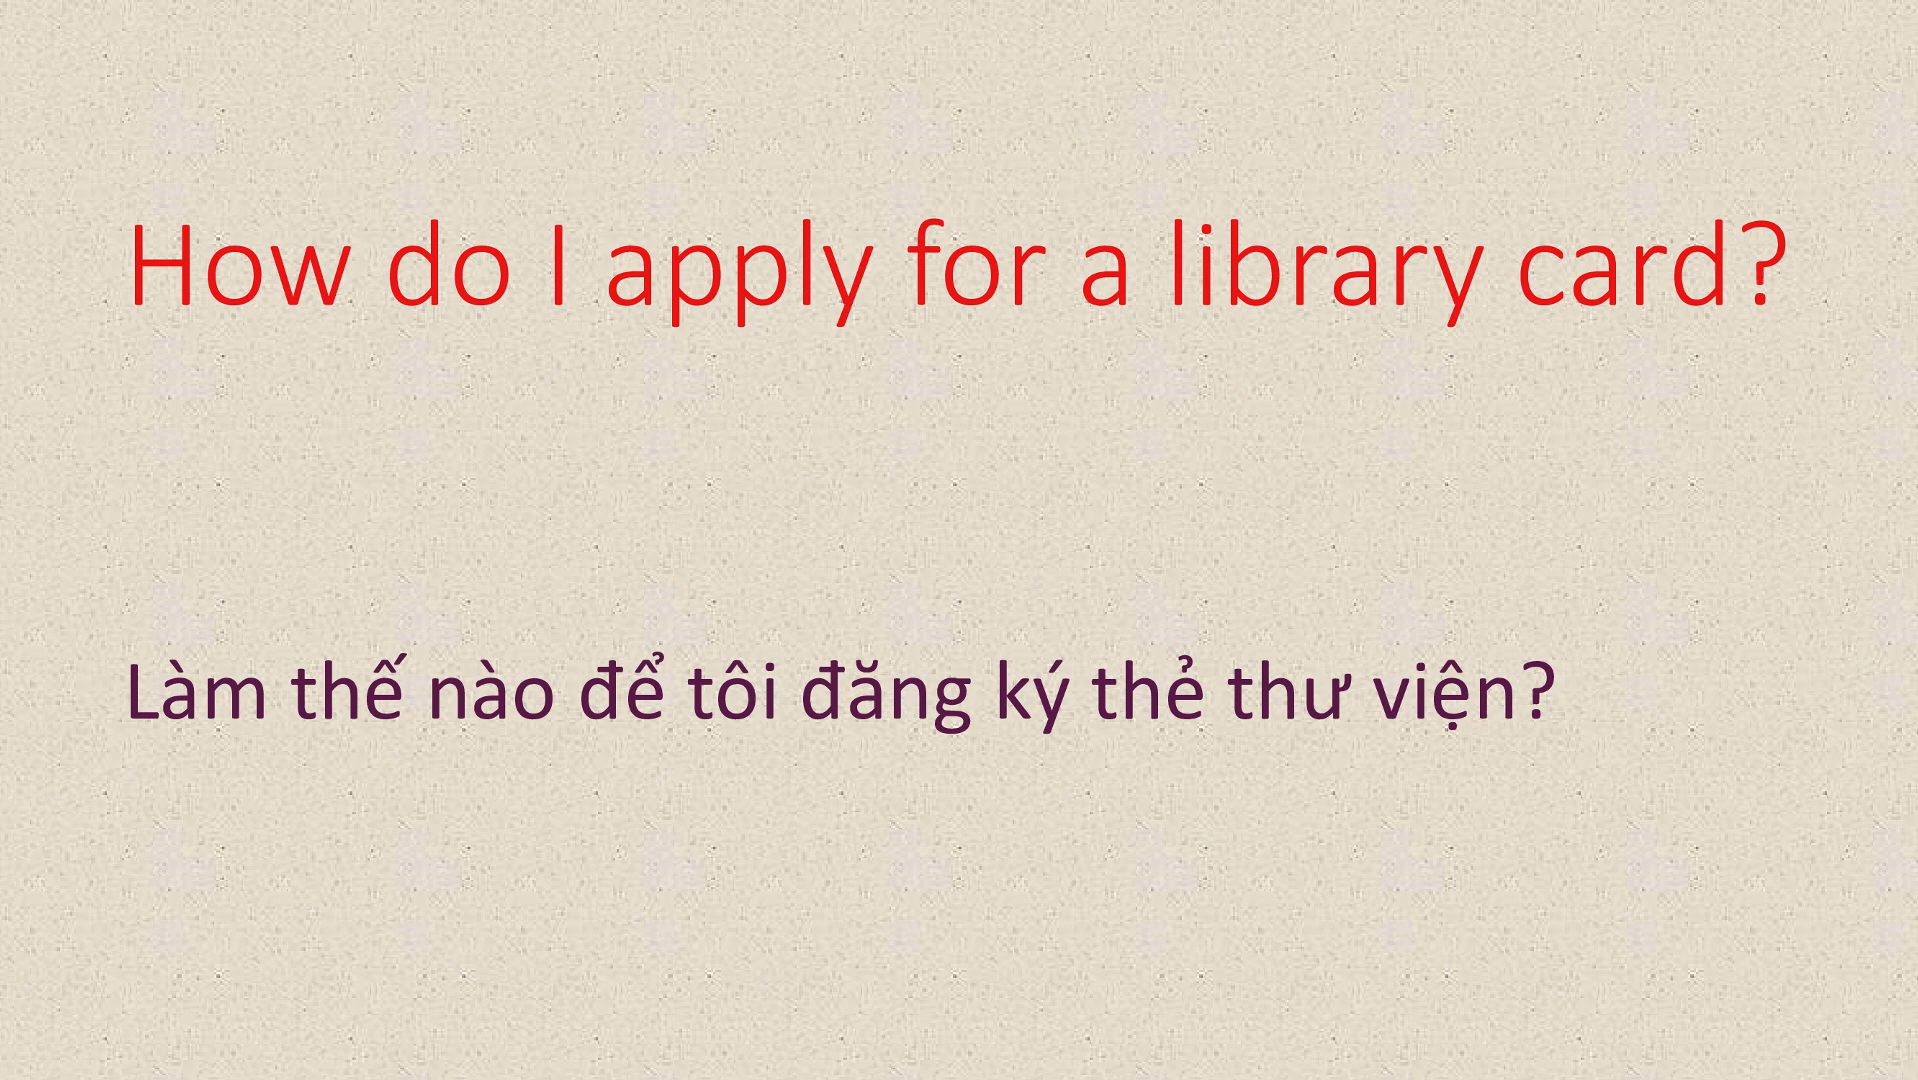 How do I apply for a library card?
Làm thế nào để tôi đăng ký thẻ thư viện?